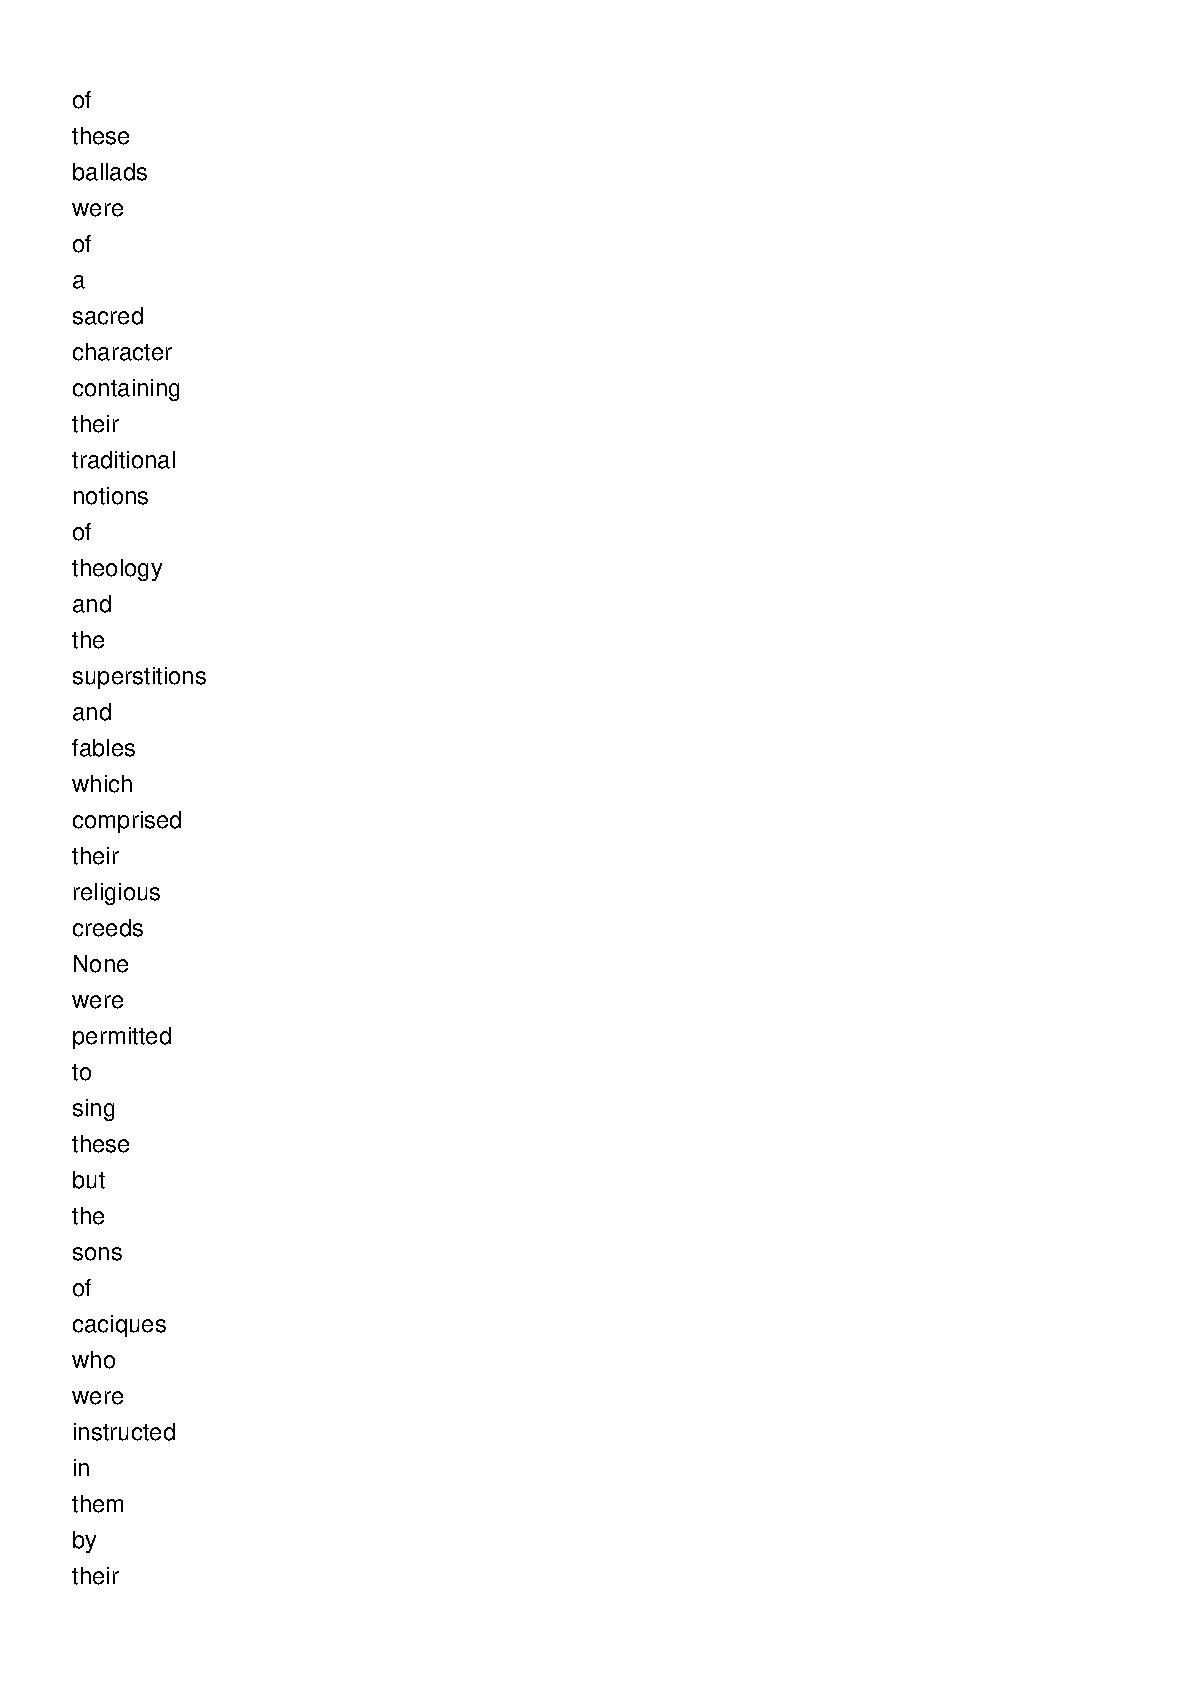 of
these
ballads
were
of
a
sacred
character
containing
their
traditional
notions
of
theology
and
the
superstitions
and
fables
which
comprised
their
religious
creeds
None
were
permitted
to
sing
these
but
the
sons
of
caciques
who
were
instructed
in
them
by
their